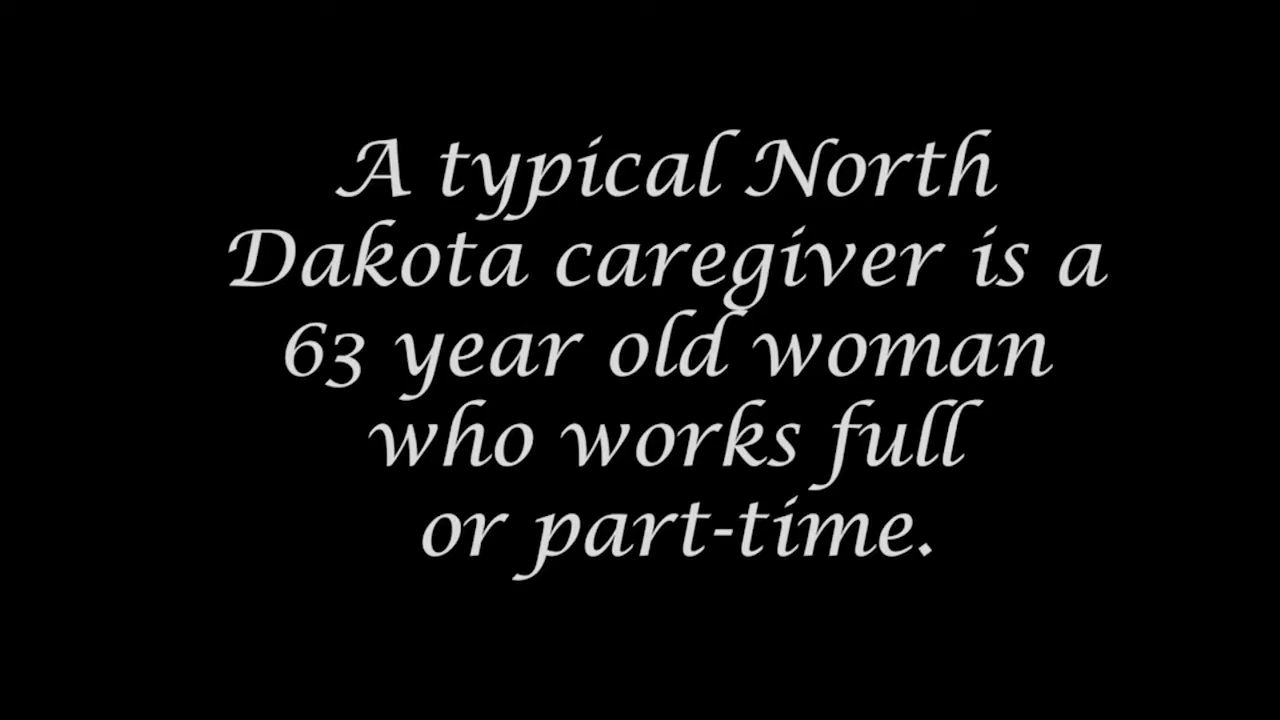 A typical North
Dakota caregiver is a
63 year old woman
who works full
or part-time.